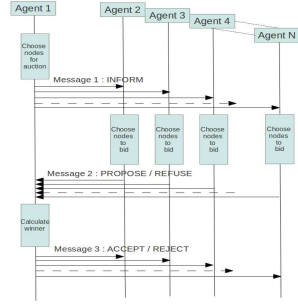 Agent 1
Agent 2
Agent 3
Agent 4
Agent N
Choose
nodes
for
auction
Message 1 : INFORM
Choose
nodes
to
bid
Choose
nodes
to
bid
Choose
nodes
to
bid
Choose
nodes
to
bid
Message 2 : PROPOSE / REFUSE
Calculate
winner
Message 3 : ACCEPT / REJECT